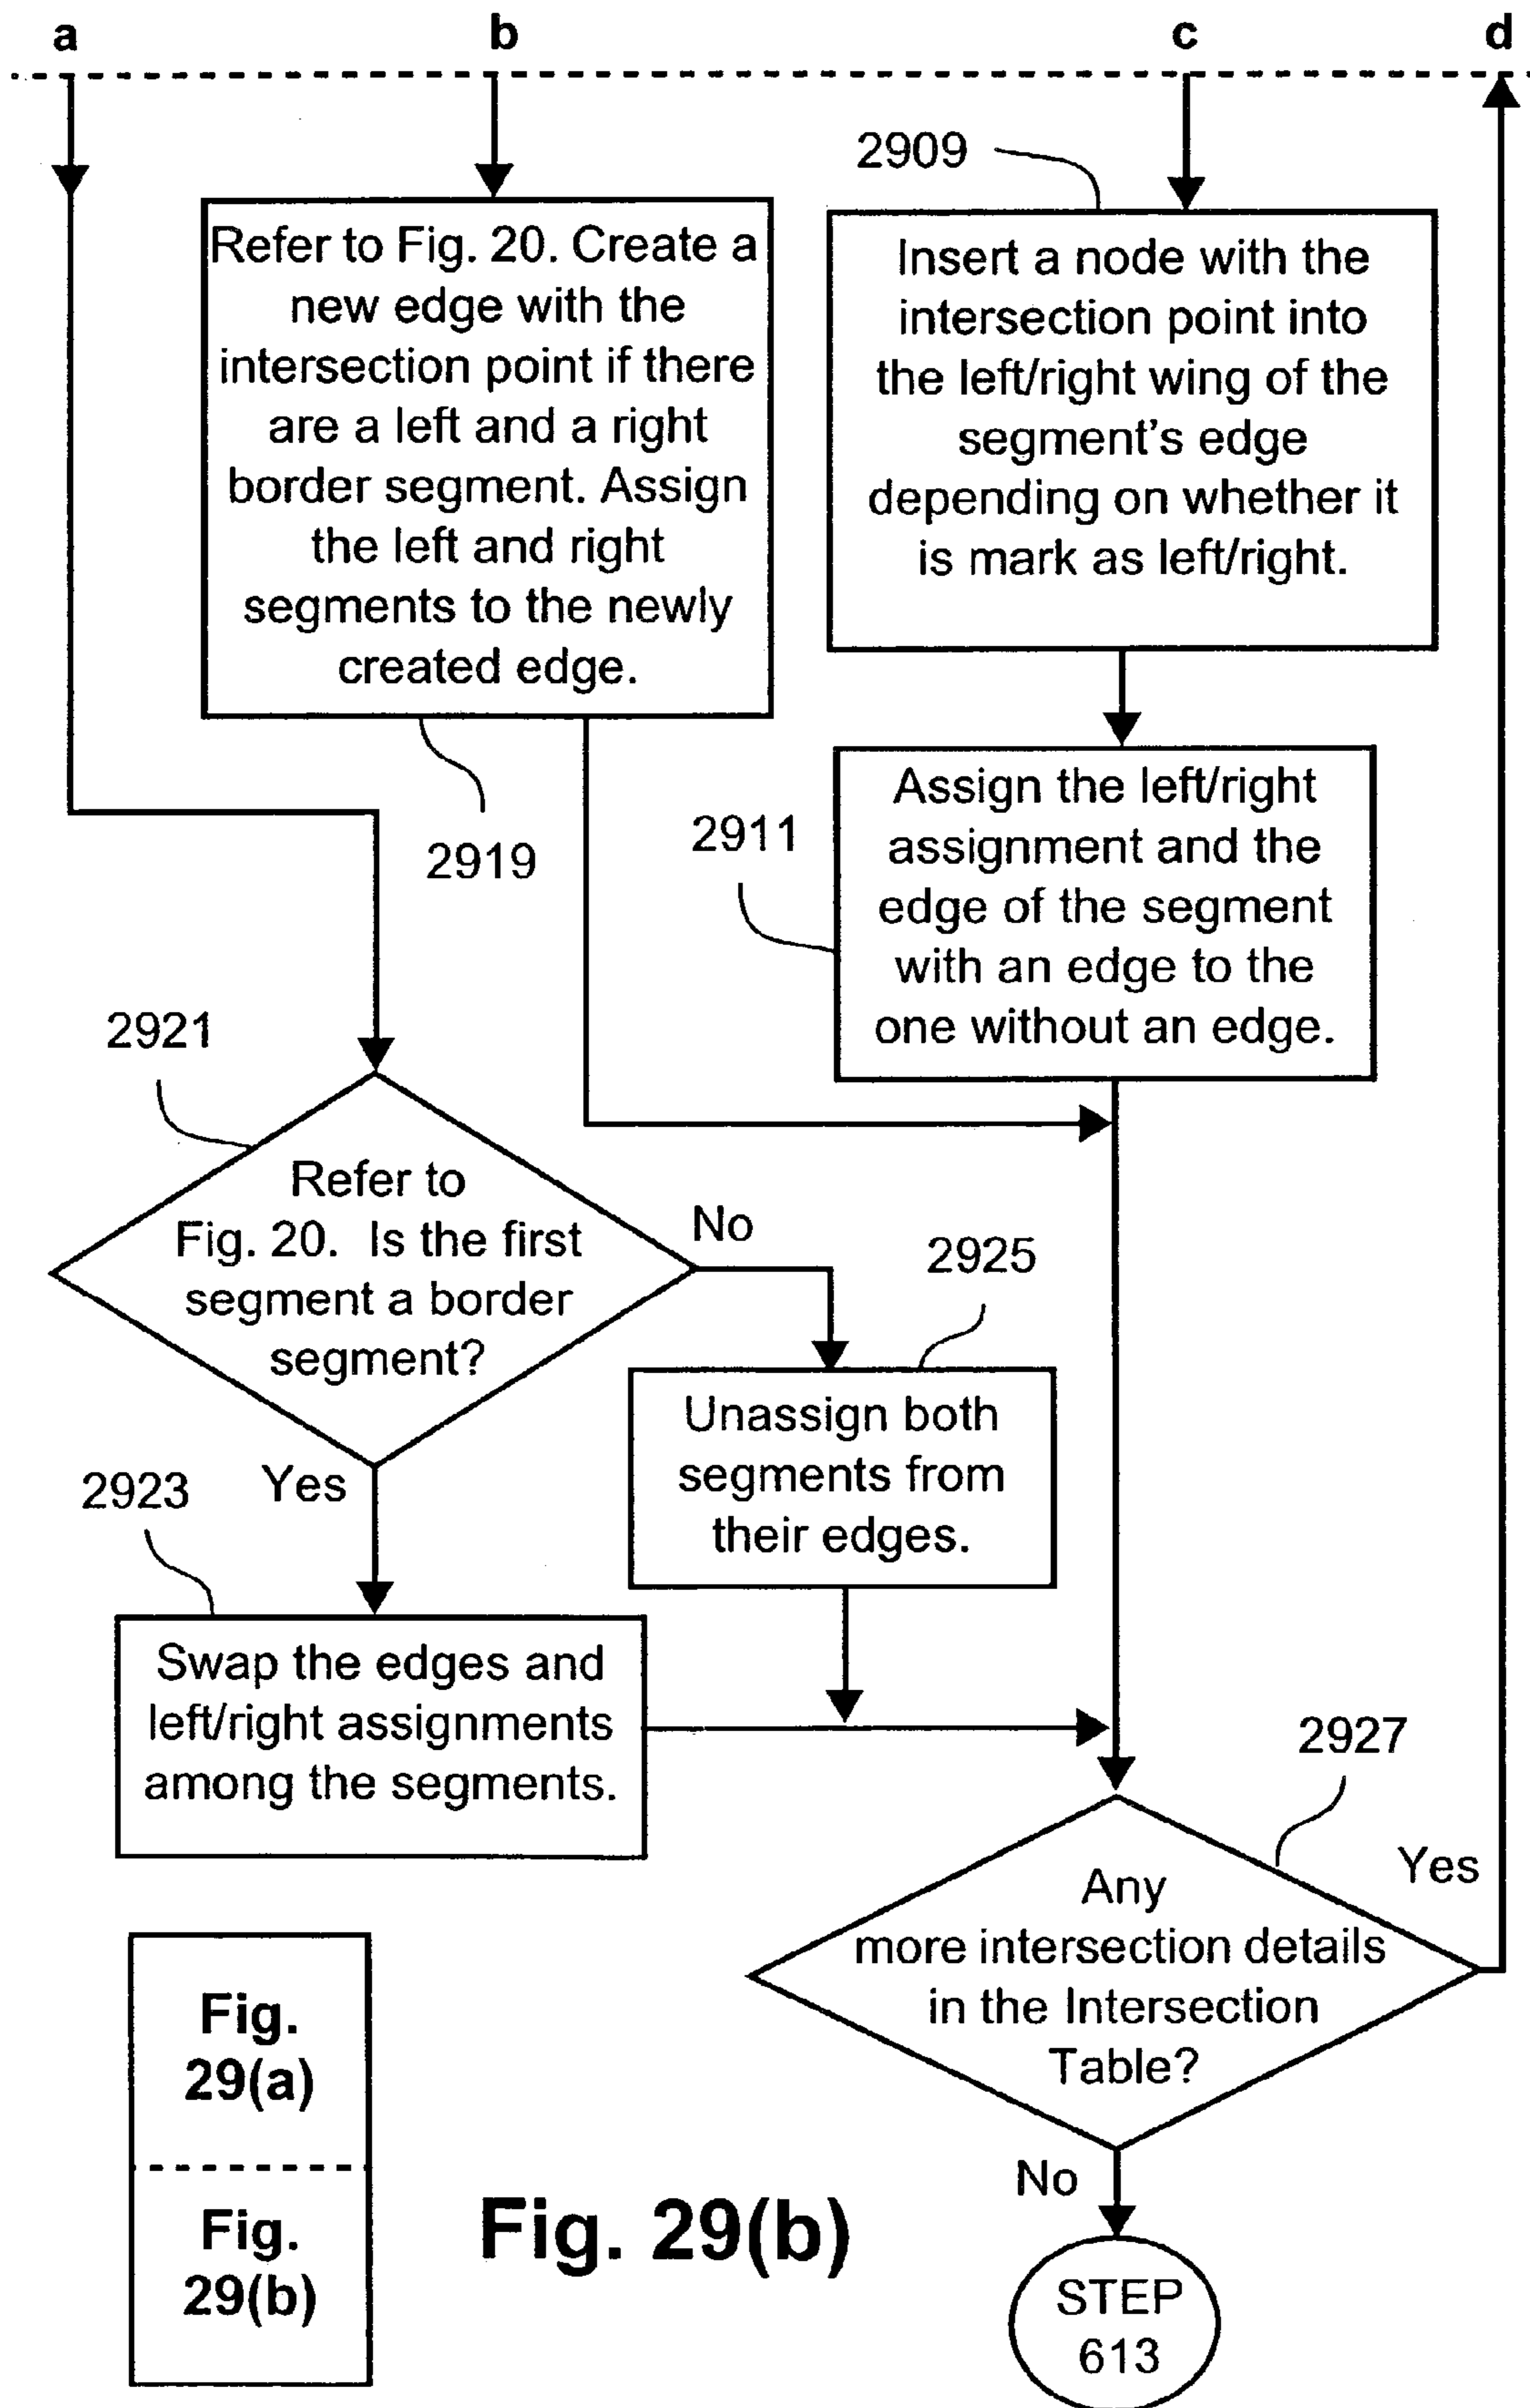 a
b
c
d
2909
Refer to Fig. 20. Create a
new edge with the
intersection point if there
are a left and a right
border segment. Assign
the left and right
segments to the newly
created edge.
Insert a node with the
intersection point into
the left/right wing of the
segment's edge
depending on whether it
is mark as left/right.
2919
2911
Assign the left/right
assignment and the
edge of the segment
with an edge to the
one without an edge.
2921
Refer to
Fig. 20. Is the first
segment a border
segment?
No
2925
Unassign both
segments from
their edges.
Yes
2923
Swap the edges and
left/right assignments
among the segments.
2927
Any
more intersection details
in the Intersection
Table?
Yes
No
STEP
613
Fig.
29(a)
Fig.
29(b)
Fig. 29(b)